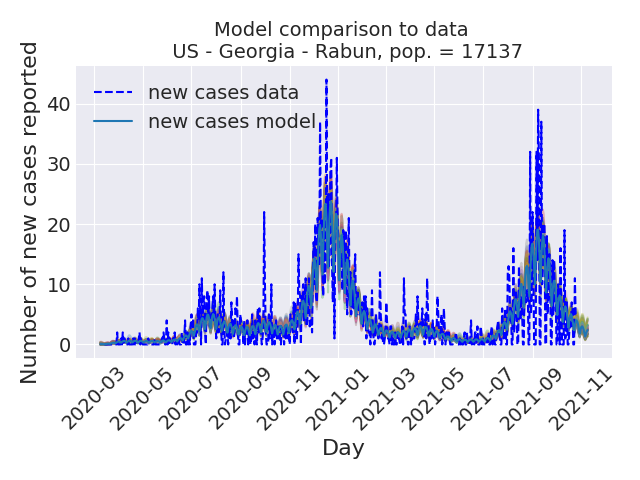 Model comparison to data
US - Georgia - Rabun, pop. = 17137
Number of new cases reported
new cases data
new cases model
40
30
20
10
0
2020-03
2020-05
2020-07
2020-09
2020-11
2021-01
2021-03
2021-05
2021-07
2021-09
2021-11
Day